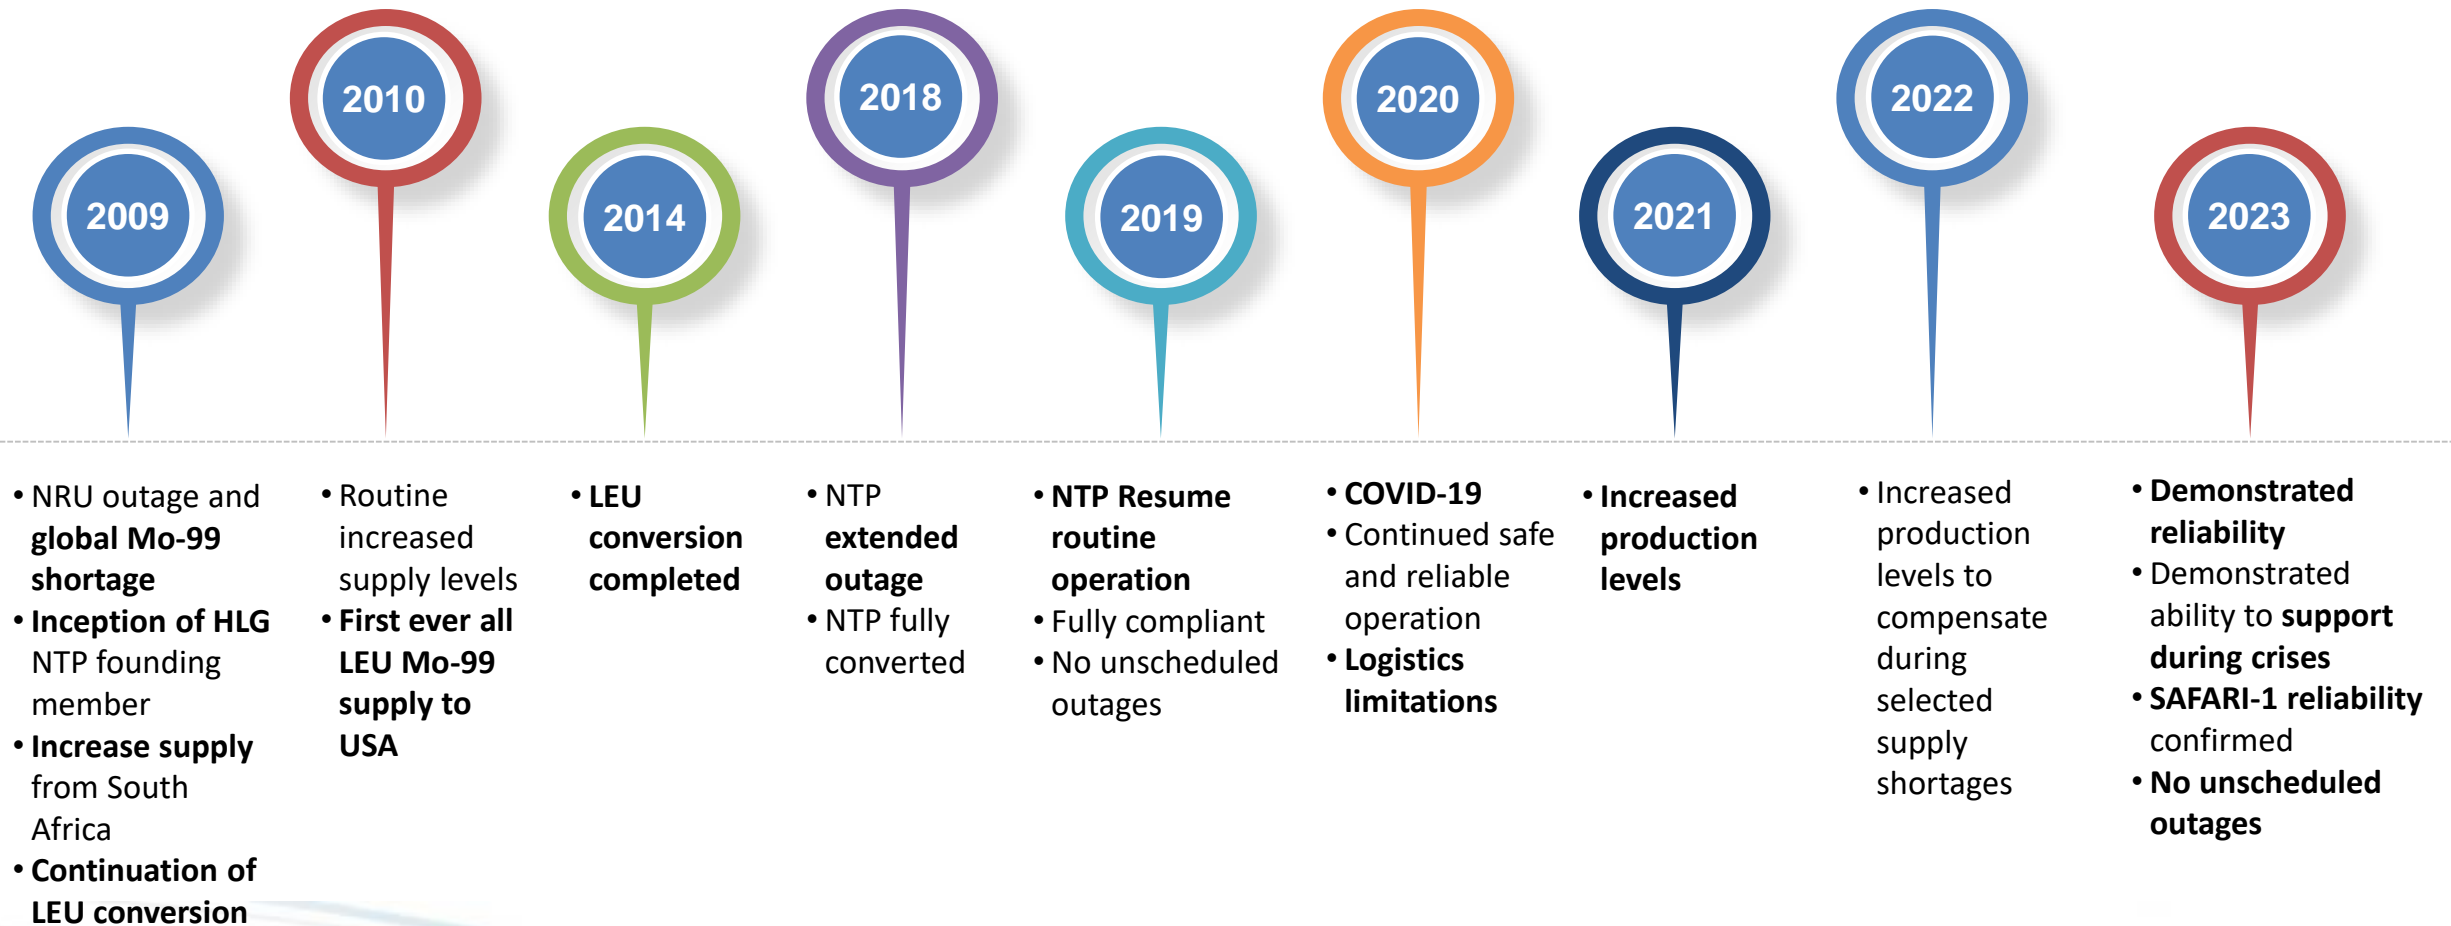 2009
2010
2014
2018
2019
2020
2021
2022
2023
• NRU outage and
global Mo-99
shortage
• Inception of HLG
NTP founding
member
• Increase supply
from South
Africa
• Continuation of
LEU conversion
• Routine
increased
supply levels
• First ever all
LEU Mo-99
supply to
USA
• LEU
conversion
completed
• NTP
extended
outage
• NTP fully
converted
• NTP Resume
routine
operation
• Fully compliant
• No unscheduled
outages
• COVID-19
• Continued safe
and reliable
operation
• Logistics
limitations
• Increased
production
levels
• Increased
production
levels to
compensate
during
selected
supply
shortages
• Demonstrated
reliability
• Demonstrated
ability to support
during crises
• SAFARI-1 reliability
confirmed
• No unscheduled
outages